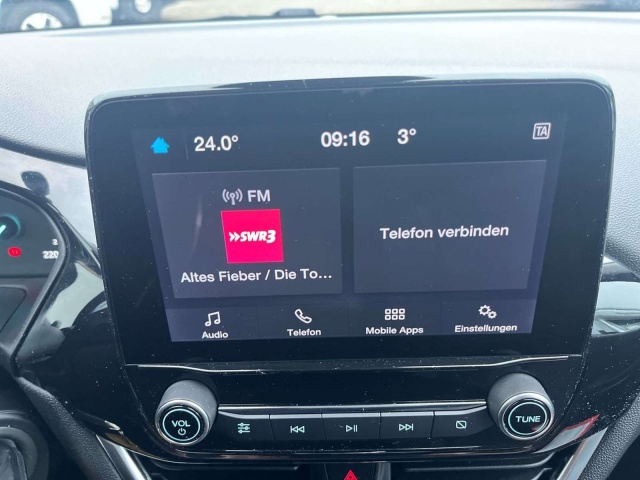 24.0° 09:16 3° TA
FM
SWR3
Altes Fieber / Die To...
Telefon verbinden
Audio Telefon Mobile Apps Einstellungen
VOL TUNE
220